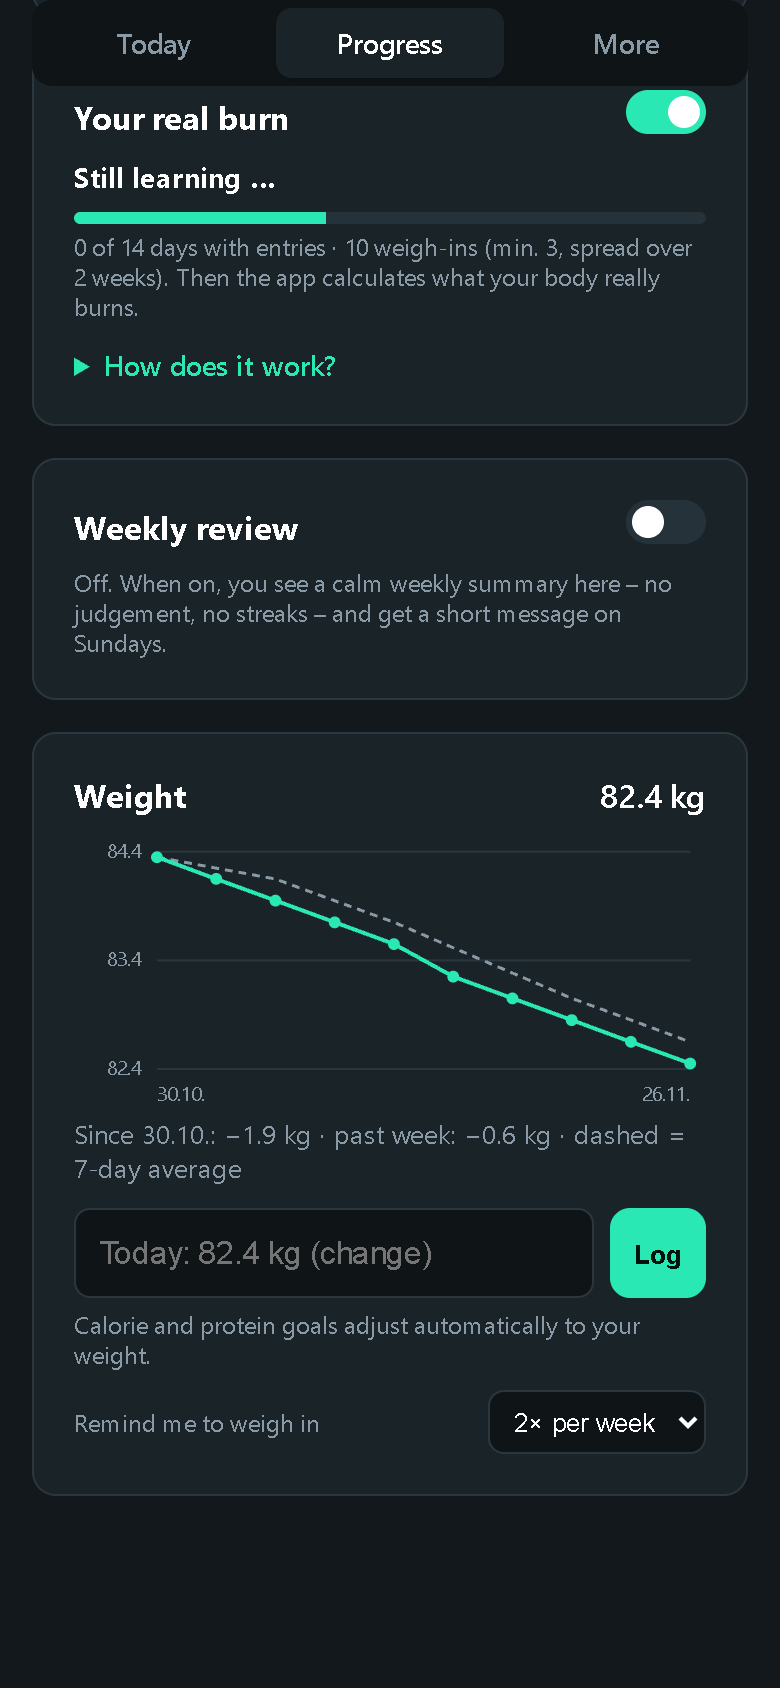 Today Progress More
Your real burn
Still learning ...
0 of 14 days with entries · 10 weigh-ins (min. 3, spread over
2 weeks). Then the app calculates what your body really
burns.
▶ How does it work?
Weekly review
Off. When on, you see a calm weekly summary here – no
judgement, no streaks – and get a short message on
Sundays.
Weight 82.4 kg
84.4
83.4
82.4
30.10. 26.11.
Since 30.10.: −1.9 kg · past week: −0.6 kg · dashed =
7-day average
Today: 82.4 kg (change) Log
Calorie and protein goals adjust automatically to your
weight.
Remind me to weigh in 2× per week